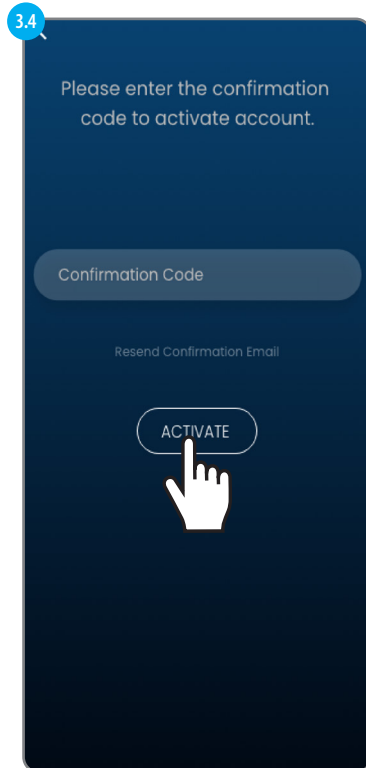 3.4
Please enter the confirmation
code to activate account.
Confirmation Code
Resend Confirmation Email
ACTIVATE